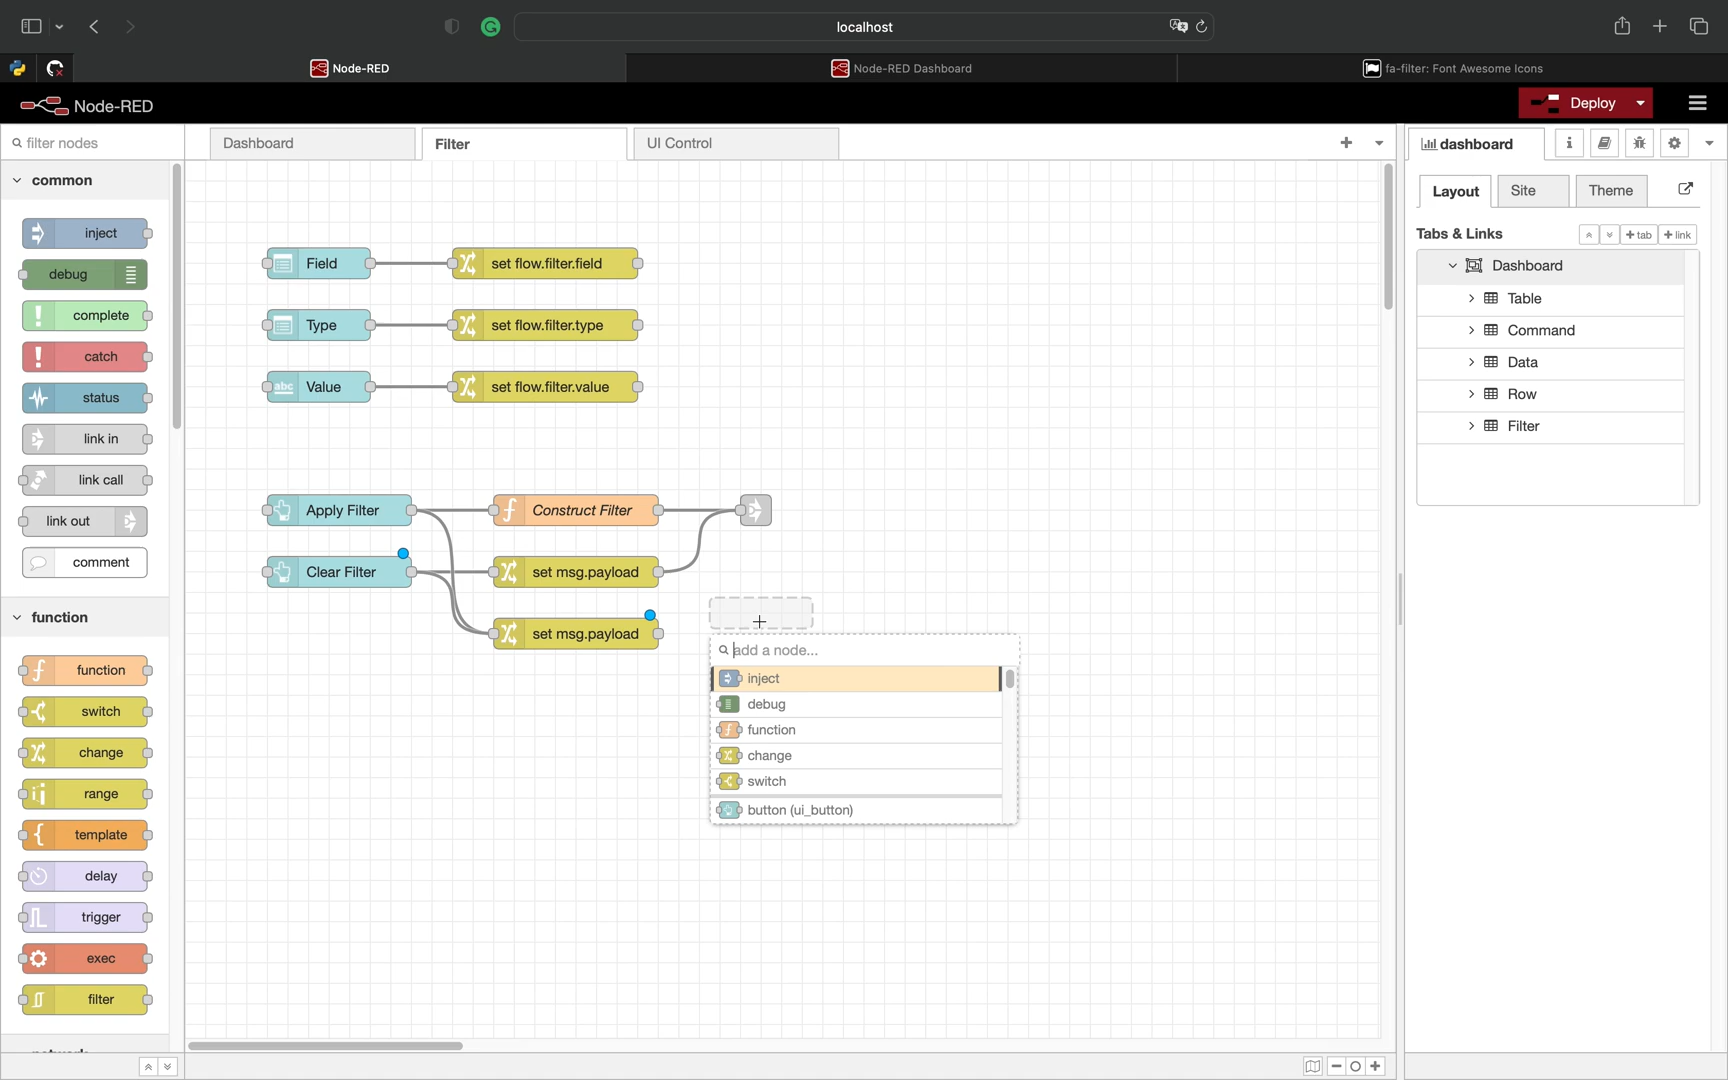 localhost
Node-RED
Node-RED Dashboard
fa-filter: Font Awesome Icons
Node-RED
Deploy
filter nodes
Dashboard
Filter
UI Control
dashboard
common
Layout
Site
Theme
inject
Tabs & Links
tab
link
Field
set flow.filter.field
Dashboard
debug
Table
complete
Type
set flow.filter.type
Command
catch
Data
abc
Value
set flow.filter.value
Row
status
Filter
link in
link call
Apply Filter
Construct Filter
link out
comment
Clear Filter
set msg.payload
function
set msg.payload
add a node...
function
inject
debug
switch
function
change
change
switch
range
button (ui_button)
template
delay
trigger
exec
filter